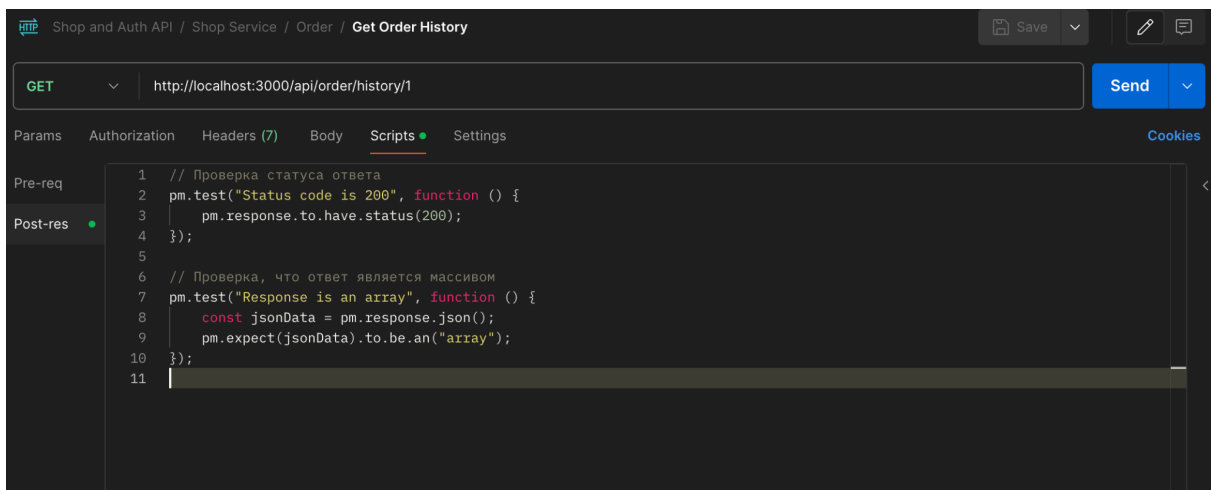 HTTP Shop and Auth API / Shop Service / Order / Get Order History
Save
GET http://localhost:3000/api/order/history/1
Send
Params Authorization Headers (7) Body Scripts Settings
Cookies
Pre-req
Post-res
1 // Проверка статуса ответа
2 pm.test("Status code is 200", function () {
3 pm.response.to.have.status(200);
4 });
5
6 // Проверка, что ответ является массивом
7 pm.test("Response is an array", function () {
8 const jsonData = pm.response.json();
9 pm.expect(jsonData).to.be.an("array");
10 });
11